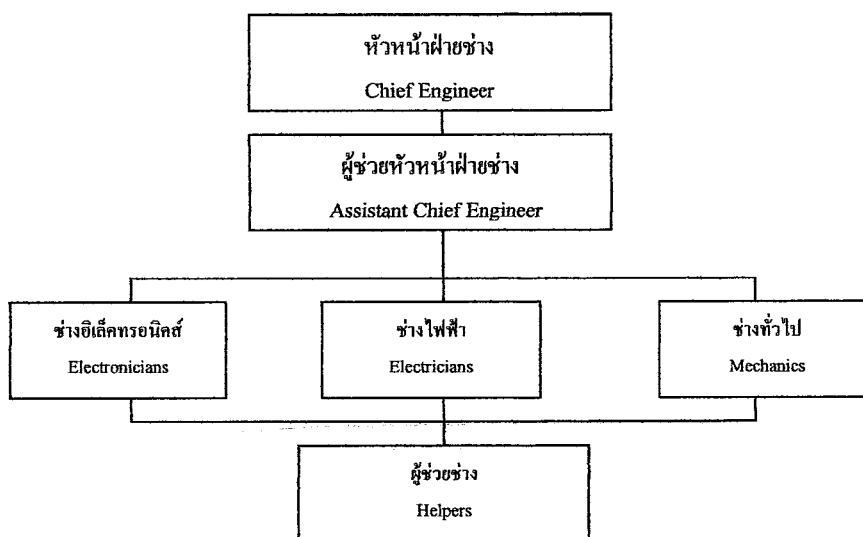 หัวหน้าฝ่ายช่าง
Chief Engineer
ผู้ช่วยหัวหน้าฝ่ายช่าง
Assistant Chief Engineer
ช่างอิเล็คทรอนิคส์
Electronicians
ช่างไฟฟ้า
Electricians
ช่างทั่วไป
Mechanics
ผู้ช่วยช่าง
Helpers